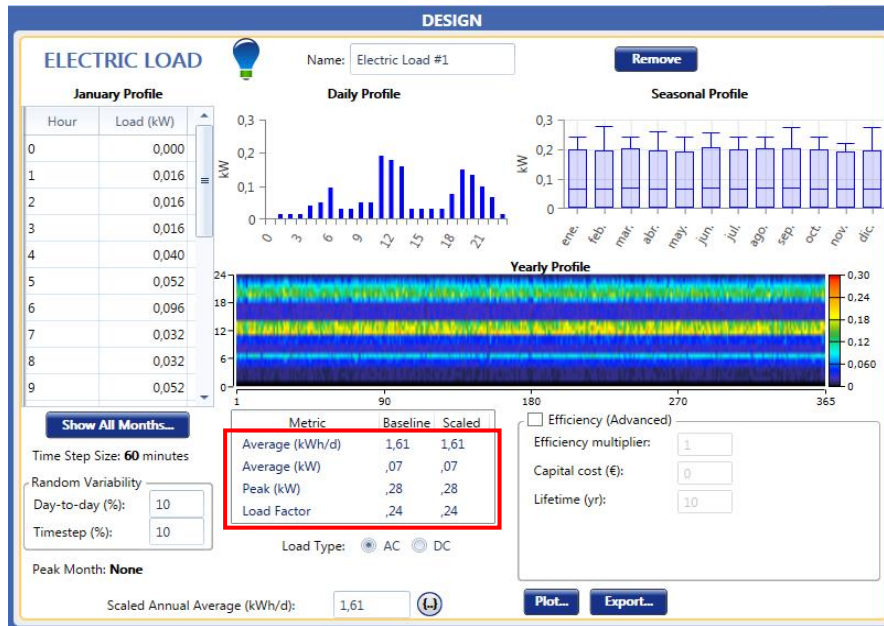 DESIGN
ELECTRIC LOAD
Name: Electric Load #1
Remove
January Profile
Hour Load (kW)
0 0,000
1 0,016
2 0,016
3 0,016
4 0,040
5 0,052
6 0,096
7 0,032
8 0,032
9 0,052
Show All Months...
Daily Profile
kW
0,3
0,2
0,1
0
0 3 6 9 12 15 18 21
Seasonal Profile
kW
0,3
0,2
0,1
0
ene. feb. mar. abr. may. jun. jul. ago. sep. oct. nov. dic.
Yearly Profile
24
18
12
6
0
1 90 180 270 365
0,30
0,24
0,18
0,12
0,060
0
Time Step Size: 60 minutes
Random Variability
Day-to-day (%): 10
Timestep (%): 10
Peak Month: None
Metric Baseline Scaled
Average (kWh/d) 1,61 1,61
Average (kW) ,07 ,07
Peak (kW) ,28 ,28
Load Factor ,24 ,24
Load Type: AC DC
Efficiency (Advanced)
Efficiency multiplier: 1
Capital cost (€): 0
Lifetime (yr): 10
Scaled Annual Average (kWh/d): 1,61 {..}
Plot... Export...